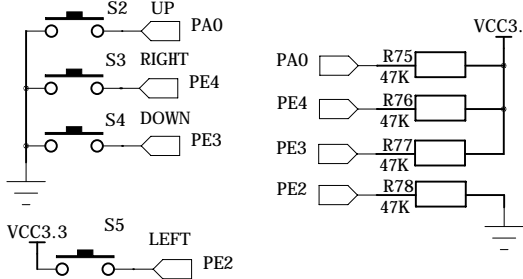 S2 UP
PA0
S3 RIGHT
PE4
S4 DOWN
PE3
VCC3.3
S5
LEFT
PE2
VCC3.
PA0 R75
47K
PE4 R76
47K
PE3 R77
47K
PE2 R78
47K